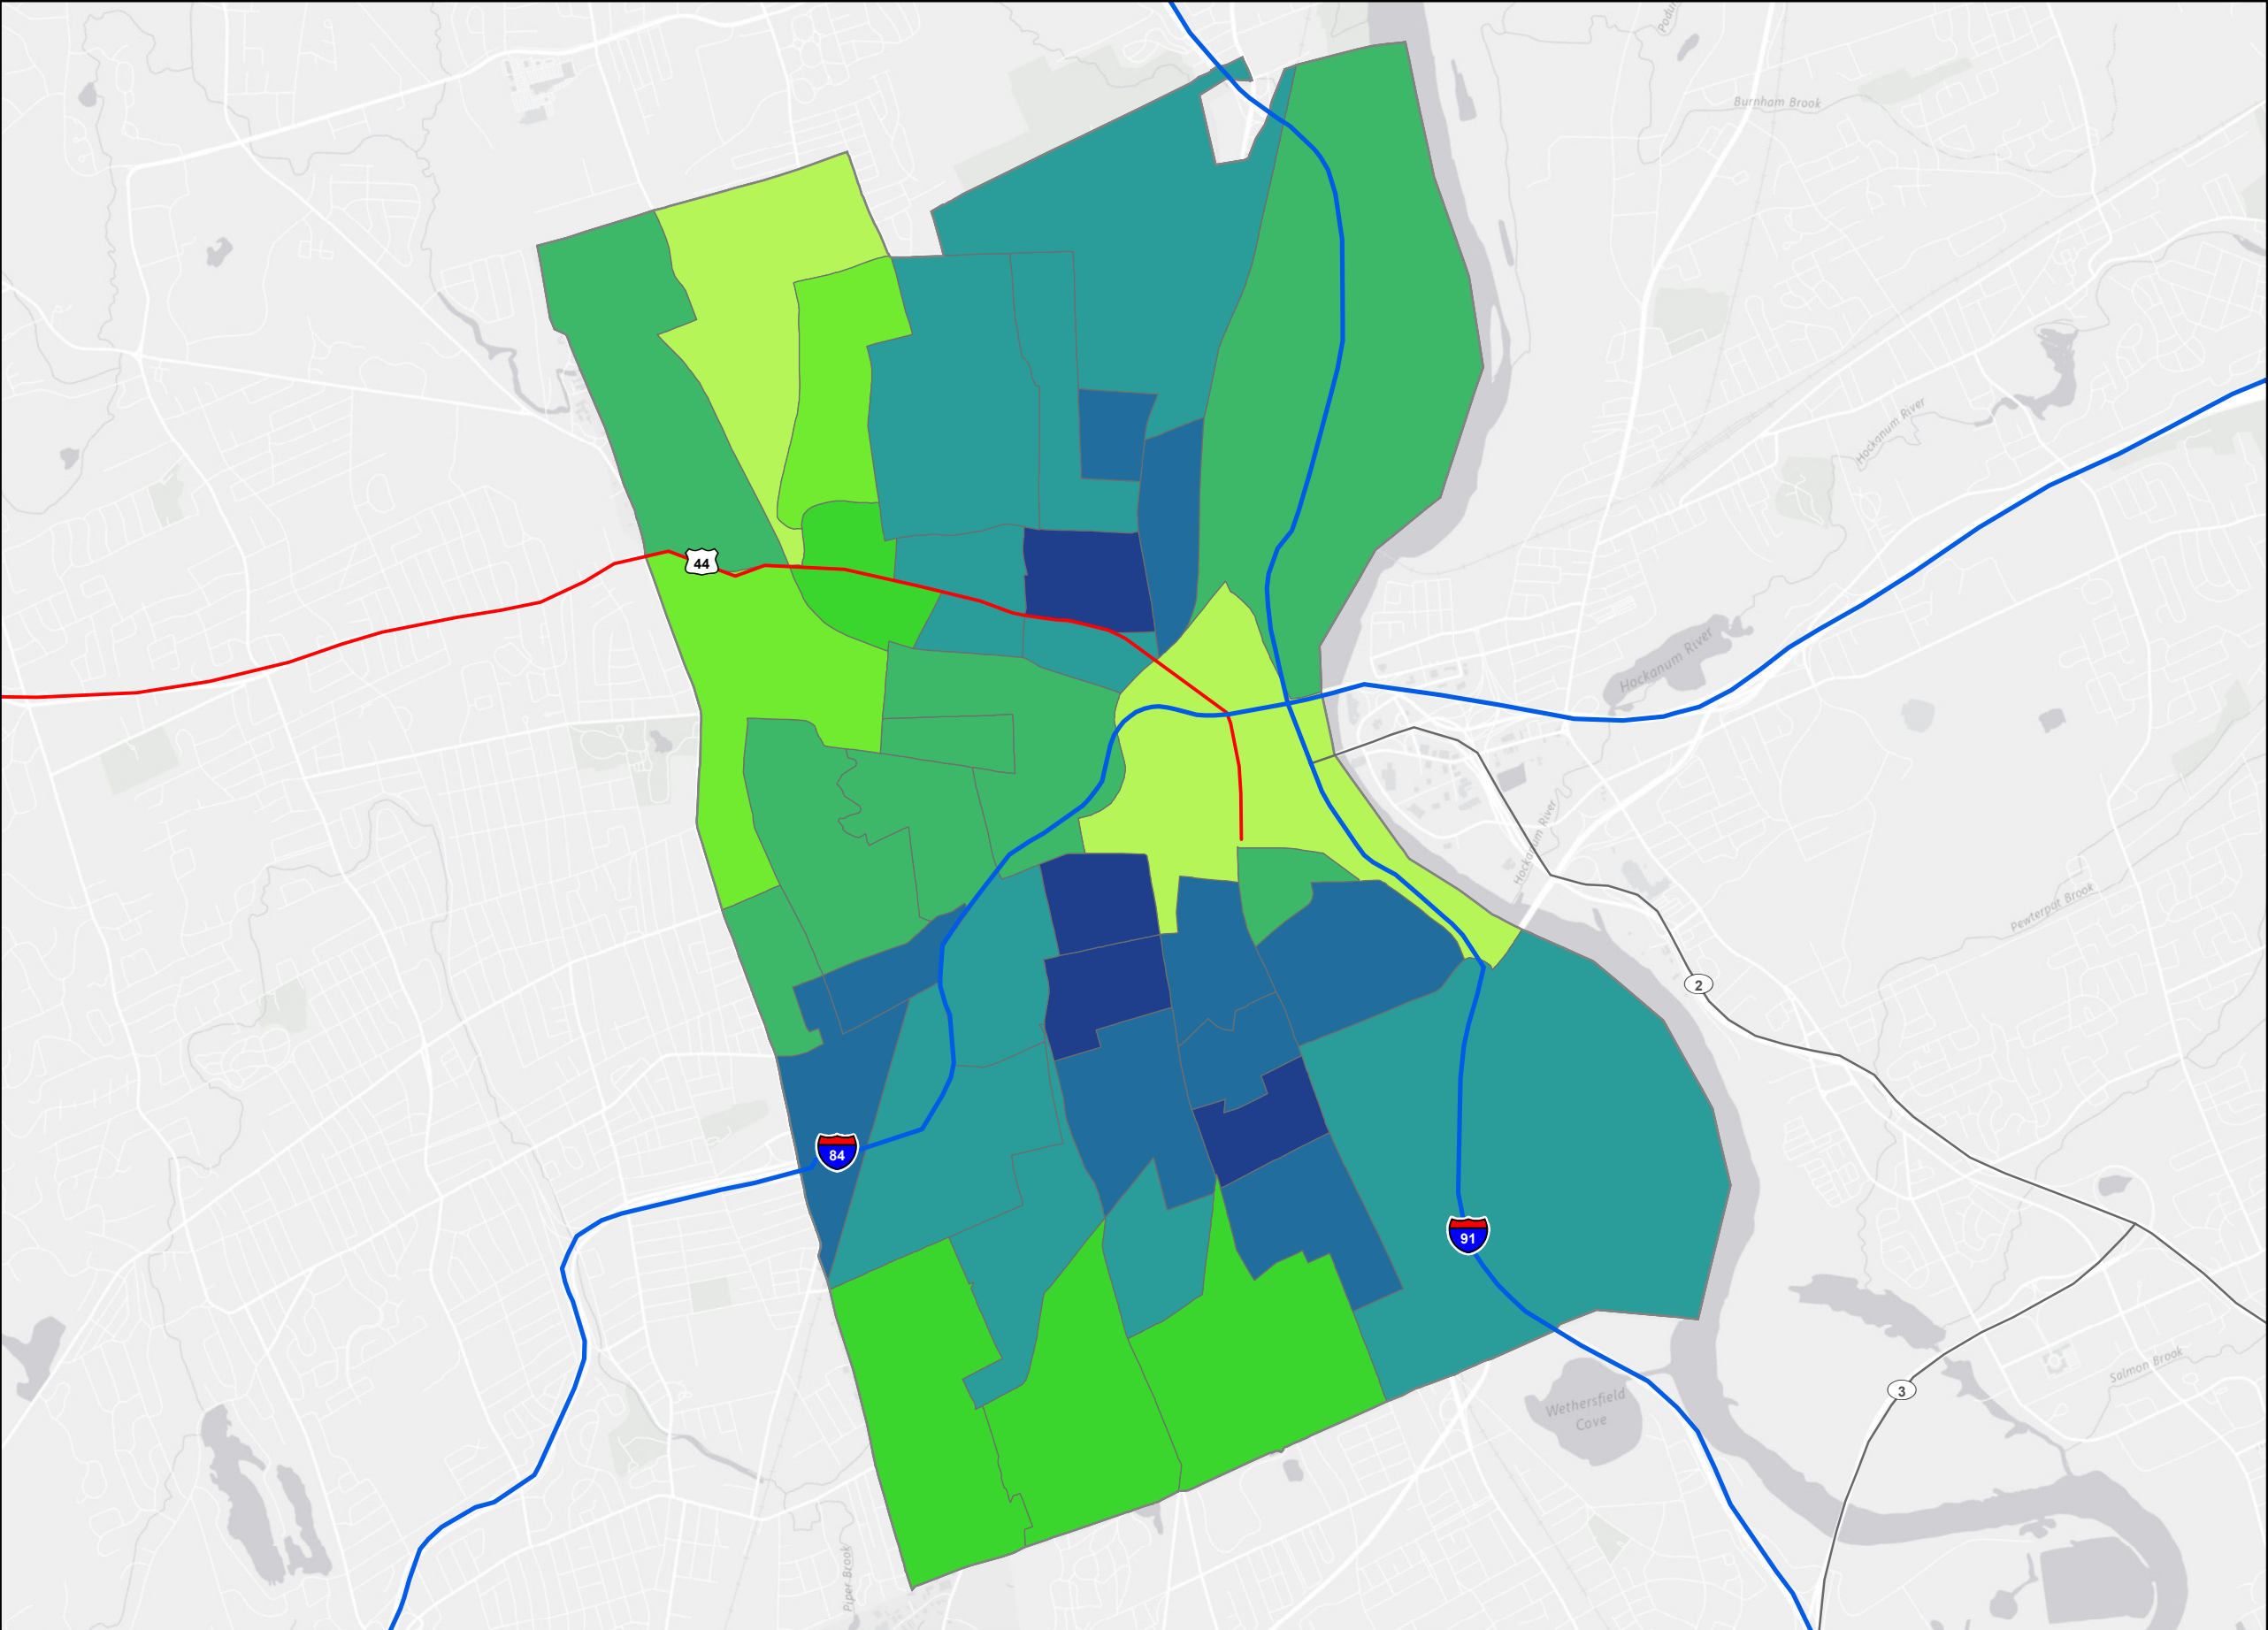 Podu
Burnham Brook
Hockanum River
44
Hockanum River
Hockanum River
Pewterpot Brook
2
84
91
3
Salmon Brook
Wethersfield
Cove
Piper Brook